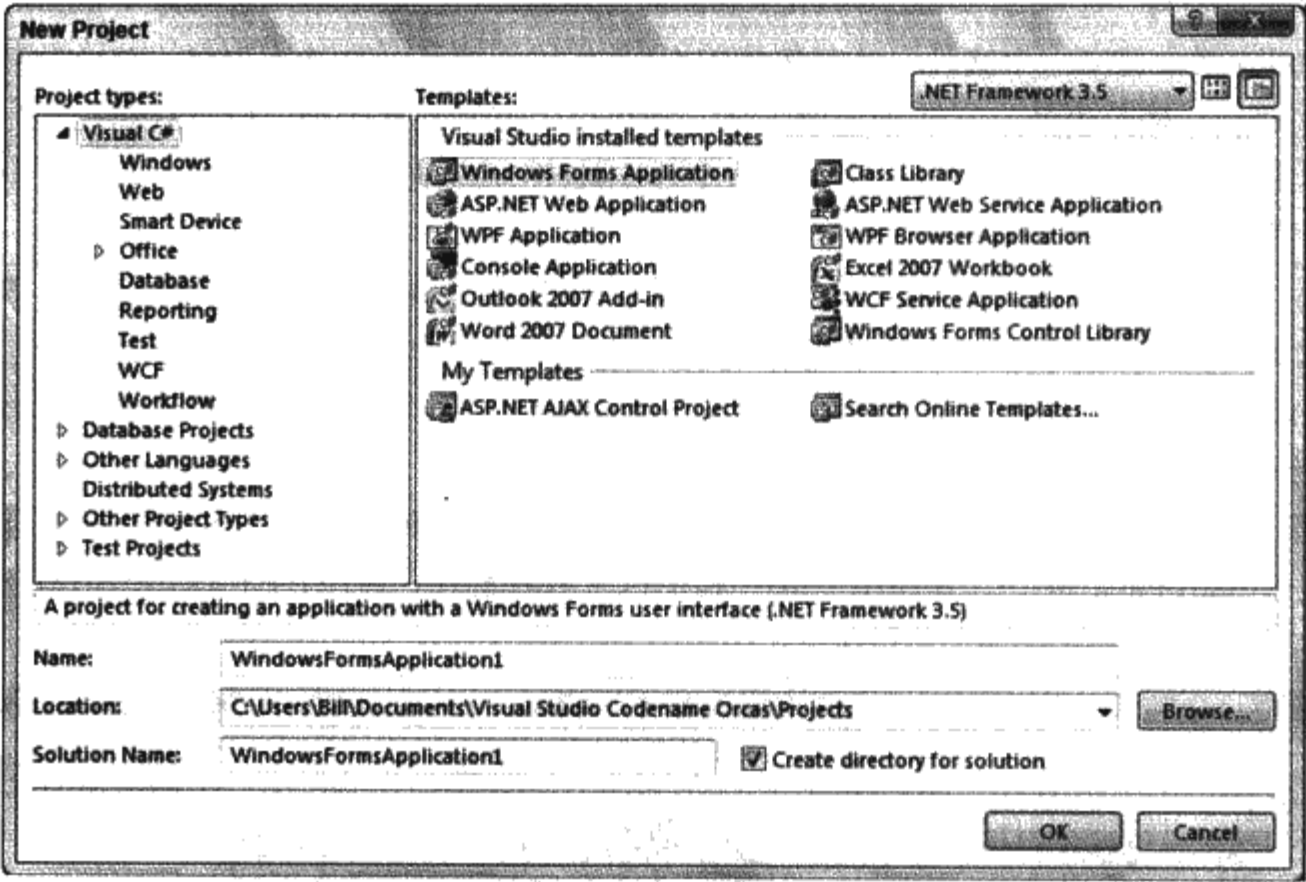 New Project
Project types:
Templates:
.NET Framework 3.5
Visual C#
Windows
Web
Smart Device
Office
Database
Reporting
Test
WCF
Workflow
Database Projects
Other Languages
Distributed Systems
Other Project Types
Test Projects
Visual Studio installed templates
Windows Forms Application
Class Library
ASP.NET Web Application
ASP.NET Web Service Application
WPF Application
WPF Browser Application
Console Application
Excel 2007 Workbook
Outlook 2007 Add-in
WCF Service Application
Word 2007 Document
Windows Forms Control Library
My Templates
ASP.NET AJAX Control Project
Search Online Templates...
A project for creating an application with a Windows Forms user interface (.NET Framework 3.5)
Name:
WindowsFormsApplication1
Location:
C:\Users\Bill\Documents\Visual Studio Codename Orcas\Projects
Browse...
Solution Name:
WindowsFormsApplication1
Create directory for solution
OK
Cancel